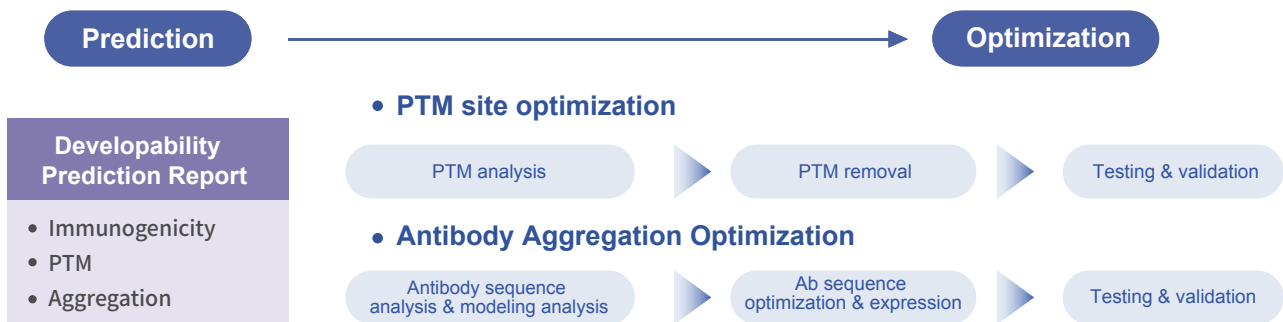 Prediction
Optimization
Developability
Prediction Report
• Immunogenicity
• PTM
• Aggregation
• PTM site optimization
PTM analysis
PTM removal
Testing & validation
• Antibody Aggregation Optimization
Antibody sequence
analysis & modeling analysis
Ab sequence
optimization & expression
Testing & validation